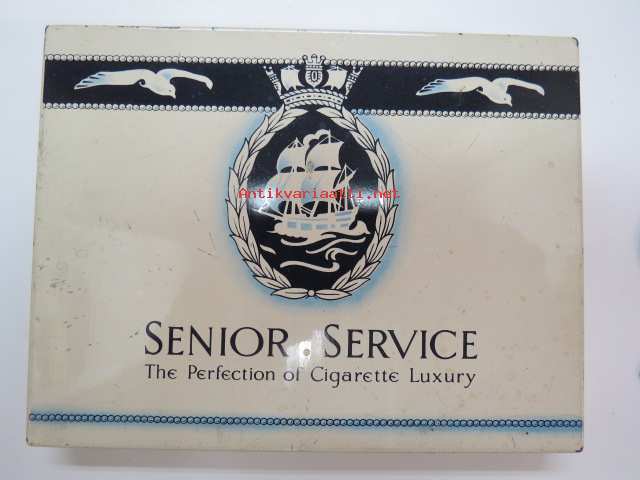 Antikvariaatti.net
SENIOR SERVICE
The Perfection of Cigarette Luxury